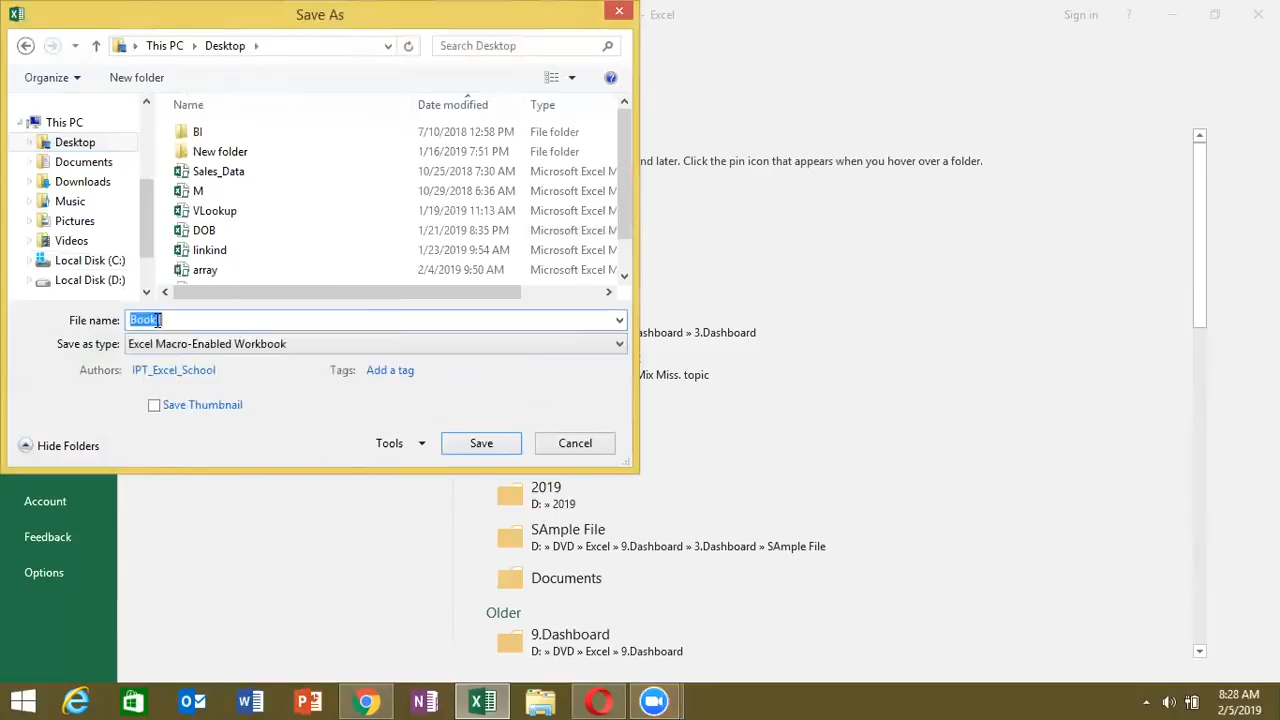 Save As
- Excel
Sign in
?
This PC
Desktop
Search Desktop
Organize
New folder
Name
Date modified
Type
This PC
Desktop
Documents
Downloads
Music
Pictures
Videos
Local Disk (C:)
Local Disk (D:)
BI 7/10/2018 12:58 PM File folder
New folder 1/16/2019 7:51 PM File folder
Sales_Data 10/25/2018 7:30 AM Microsoft Excel M
M 10/29/2018 6:36 AM Microsoft Excel M
VLookup 1/19/2019 11:13 AM Microsoft Excel M
DOB 1/21/2019 8:35 PM Microsoft Excel M
linkind 1/23/2019 9:54 AM Microsoft Excel M
array 2/4/2019 9:50 AM Microsoft Excel M
File name:
Save as type: Excel Macro-Enabled Workbook
Authors: IPT_Excel_School
Tags: Add a tag
Save Thumbnail
Hide Folders
Tools
Save
Cancel
nd later. Click the pin icon that appears when you hover over a folder.
ashboard » 3.Dashboard
Mix Miss. topic
Account
Feedback
Options
2019
D: » 2019
SAmple File
D: » DVD » Excel » 9.Dashboard » 3.Dashboard » SAmple File
Documents
Older
9.Dashboard
D: » DVD » Excel » 9.Dashboard
8:28 AM
2/5/2019